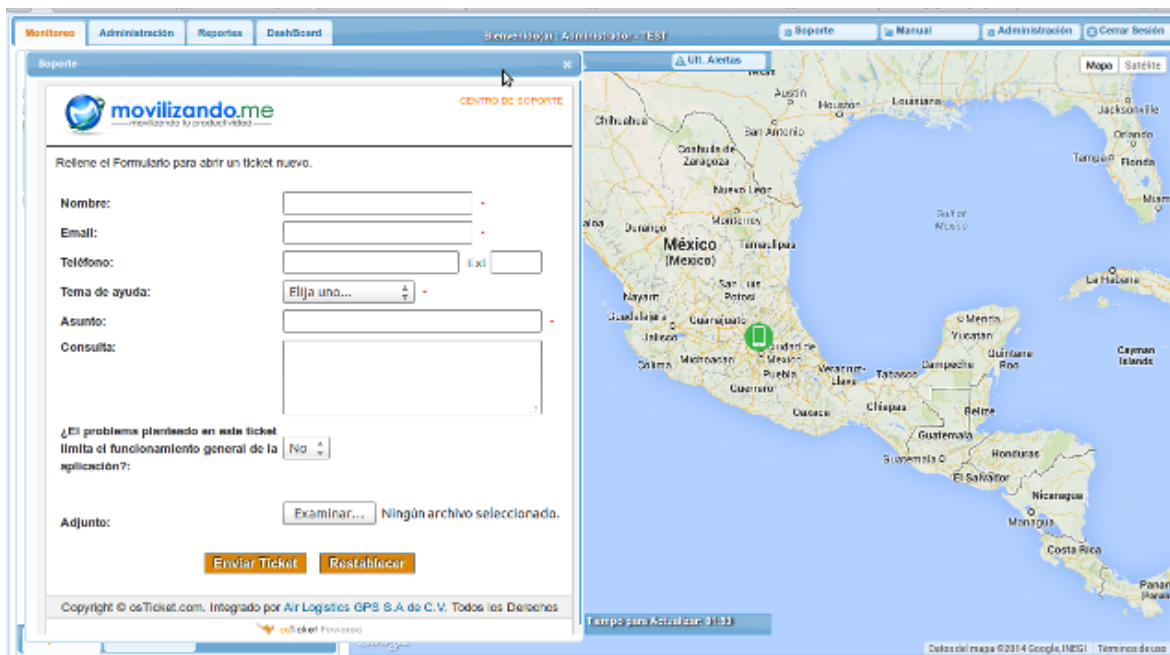 Monitoreo
Administración
Reportes
DashBoard
Bienvenido(a) : Administrador - TEST
Soporte
Manual
Administración
Cerrar Sesión
Soporte
x
Ult. Alertas
Mapa
Satélite
movilizando.me
movilizando tu productividad
CENTRO DE SOPORTE
Rellene el Formulario para abrir un ticket nuevo.
Nombre:
Email:
Teléfono:
Ext
Tema de ayuda:
Elija uno...
Asunto:
Consulta:
¿El problema planteado en este ticket
limita el funcionamiento general de la
aplicación?:
No
Adjunto:
Examinar...
Ningún archivo seleccionado.
Enviar Ticket
Restablecer
Copyright © osTicket.com. Integrado por Air Logistics GPS S.A de C.V. Todos los Derechos
osTicket Powered
Texas
Austin
Houston
Louisiana
Jacksonville
San Antonio
Orlando
Chihuahua
Coahuila de
Zaragoza
Tampa
Florida
Nuevo León
Monterrey
Durango
Gulf of
Mexico
México
(Mexico)
Tamaulipas
La Habana
San Luis
Potosí
Nayarit
Guadalajara
Guanajuato
Jalisco
Ciudad de
México
Colima
Michoacán
Puebla
Veracruz-
Llave
Guerrero
Tabasco
Campeche
Mérida
Yucatán
Quintana
Roo
Cayman
Islands
Oaxaca
Chiapas
Belize
Guatemala
Guatemala
Honduras
El Salvador
Nicaragua
Managua
Costa Rica
Tiempo para Actualizar: 01:53
Google
Datos del mapa ©2014 Google, INEGI
Términos de uso